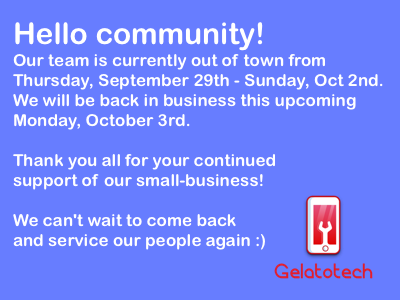 Hello community!
Our team is currently out of town from
Thursday, September 29th - Sunday, Oct 2nd.
We will be back in business this upcoming
Monday, October 3rd.
Thank you all for your continued
support of our small-business!
We can't wait to come back
and service our people again :)
Gelatotech